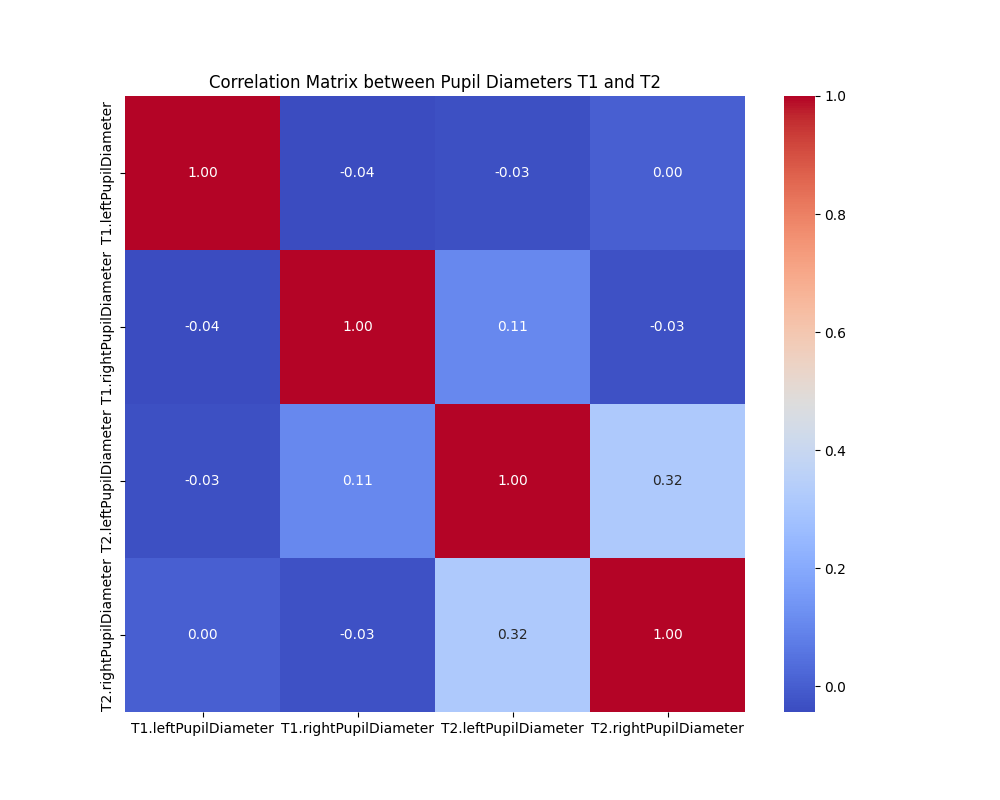 Correlation Matrix between Pupil Diameters T1 and T2
T1.leftPupilDiameter
1.00 -0.04 -0.03 0.00
T1.rightPupilDiameter
-0.04 1.00 0.11 -0.03
T2.leftPupilDiameter
-0.03 0.11 1.00 0.32
T2.rightPupilDiameter
0.00 -0.03 0.32 1.00
T1.leftPupilDiameter T1.rightPupilDiameter T2.leftPupilDiameter T2.rightPupilDiameter
1.0
0.8
0.6
0.4
0.2
0.0